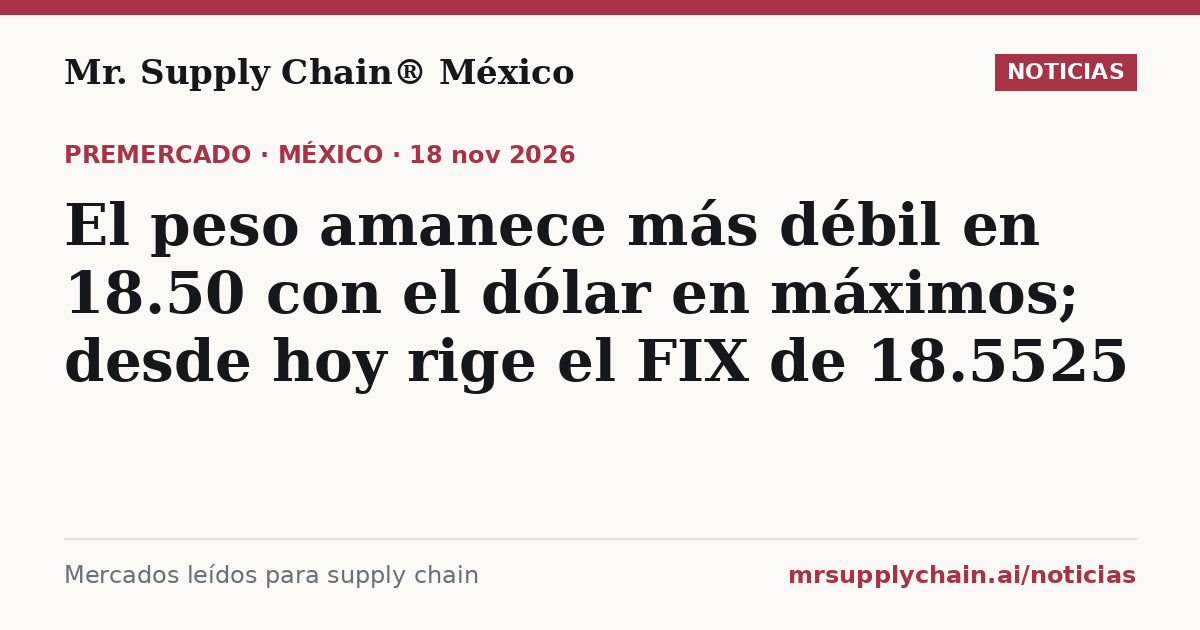 Mr. Supply Chain® México
NOTICIAS
PREMERCADO · MÉXICO · 18 nov 2026
El peso amanece más débil en
18.50 con el dólar en máximos;
desde hoy rige el FIX de 18.5525
Mercados leídos para supply chain
mrsupplychain.ai/noticias